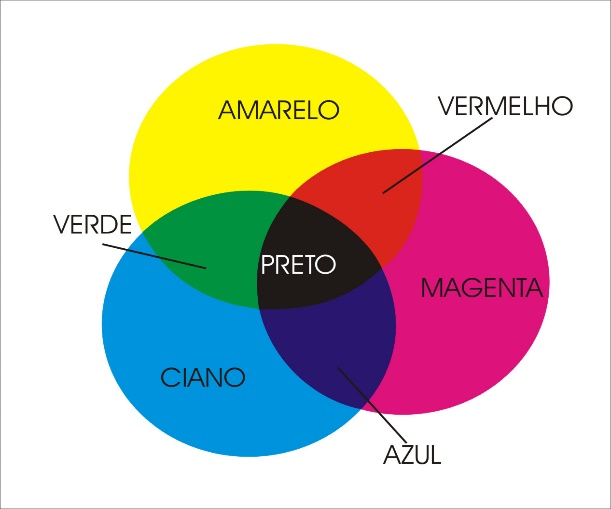 AMARELO
VERMELHO
VERDE
PRETO
MAGENTA
CIANO
AZUL